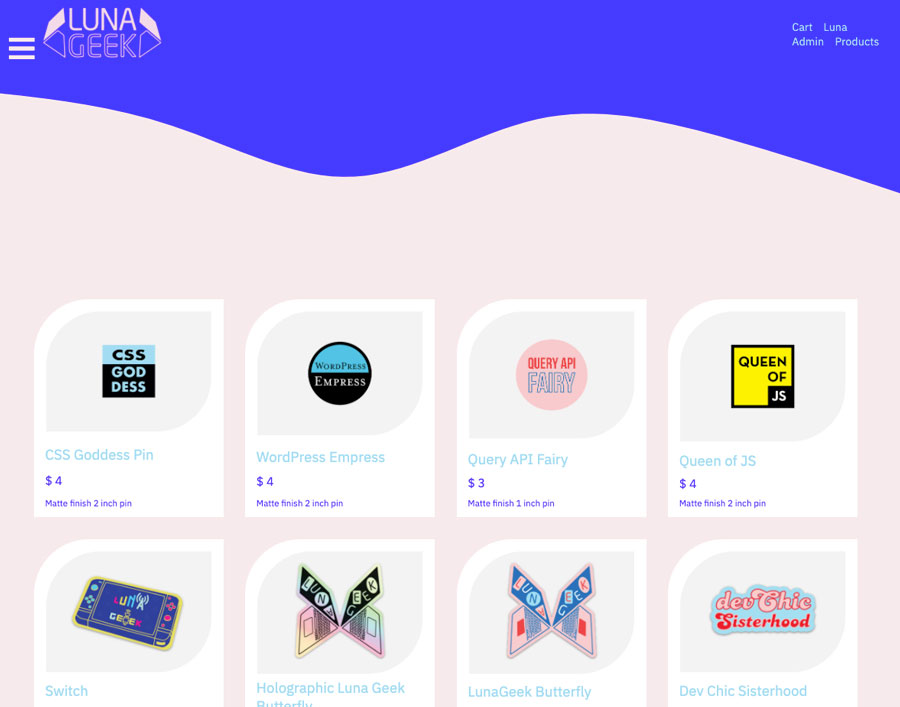 LUNA
GEEK
Cart Luna
Admin Products
CSS
GOD
DESS
WORDPRESS
EMPRESS
QUERY API
FAIRY
QUEEN
OF
JS
CSS Goddess Pin
$ 4
Matte finish 2 inch pin
WordPress Empress
$ 4
Matte finish 2 inch pin
Query API Fairy
$ 3
Matte finish 1 inch pin
Queen of JS
$ 4
Matte finish 2 inch pin
LUNA
GEEK
LUN GEEK
LUN GEEK
devChic
Sisterhood
Switch
Holographic Luna Geek
Butterfly
LunaGeek Butterfly
Dev Chic Sisterhood